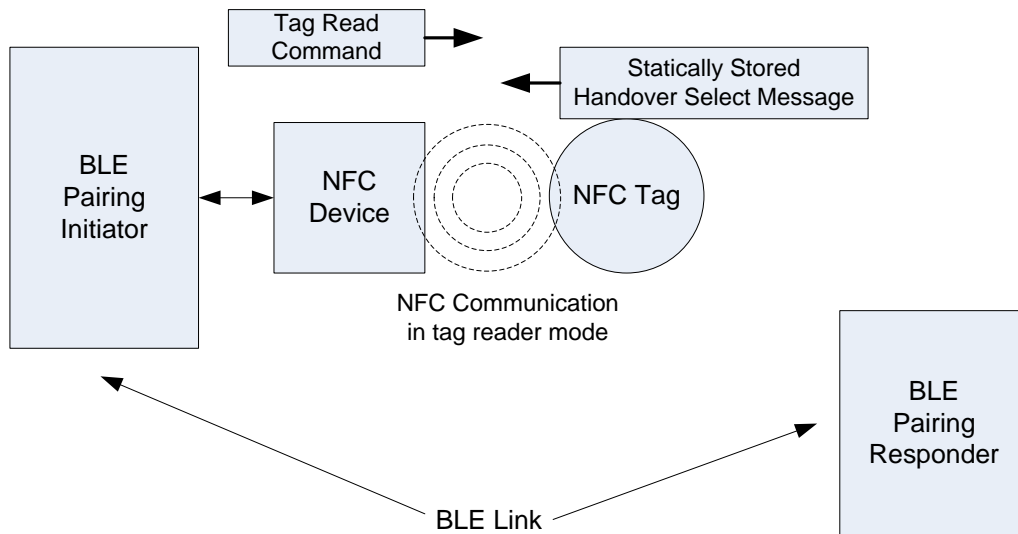 Tag Read
Command
Statically Stored
Handover Select Message
BLE
Pairing
Initiator
NFC
Device
NFC Tag
NFC Communication
in tag reader mode
BLE
Pairing
Responder
BLE Link